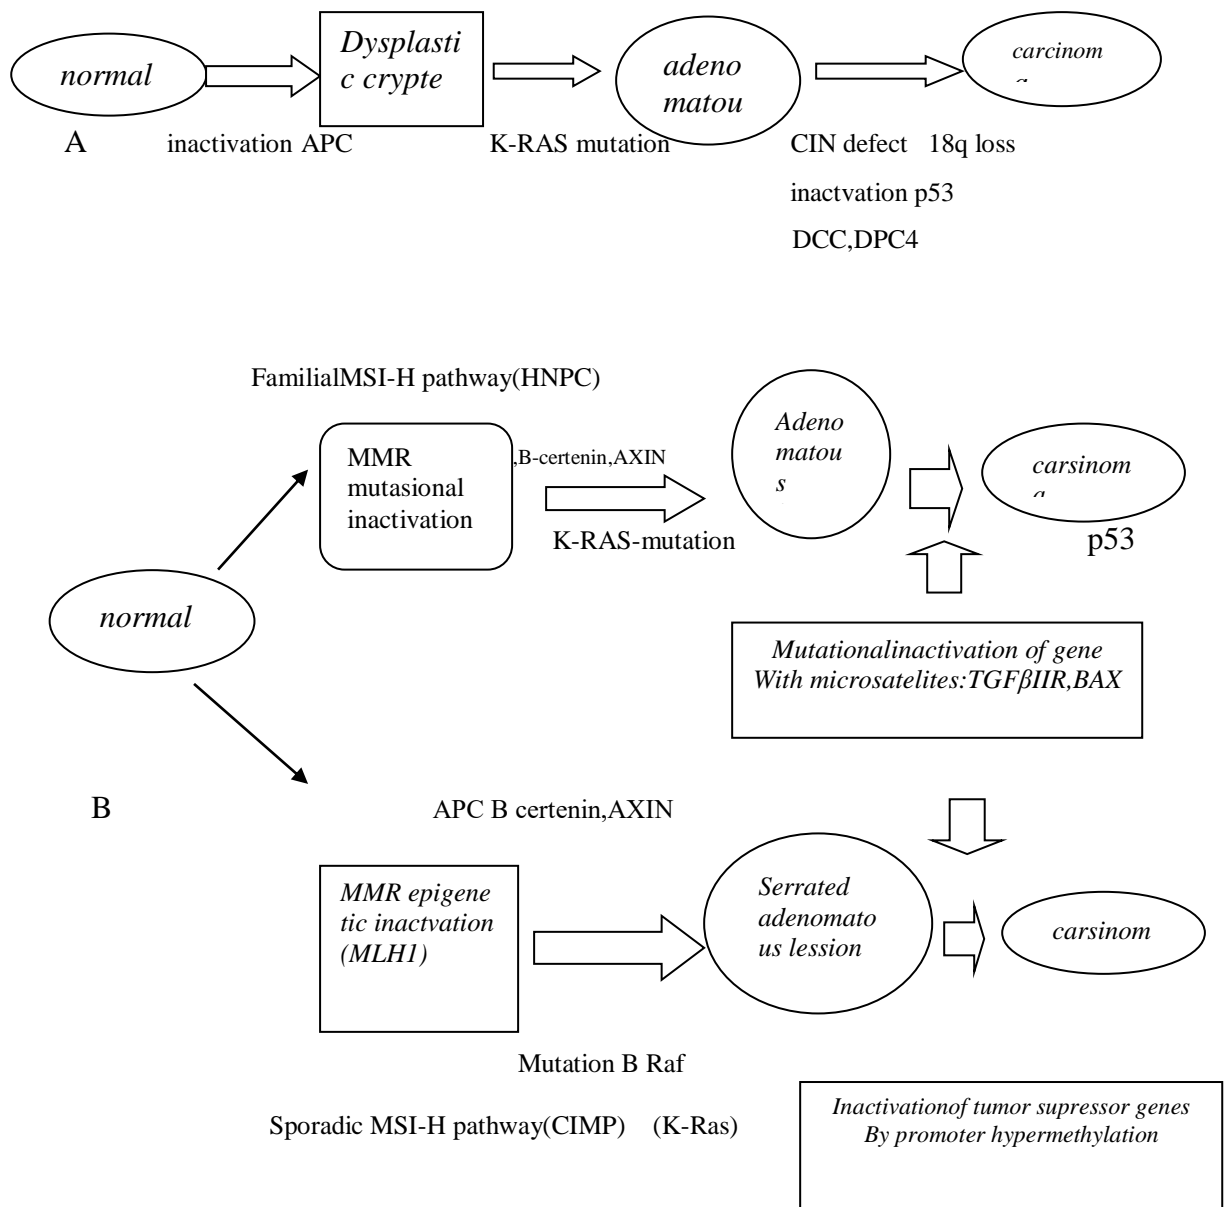 normal
Dysplasti
c crypte
adeno
matou
carcinom
A
inactivation APC
K-RAS mutation
CIN defect 18q loss
inactvation p53
DCC,DPC4
FamilialMSI-H pathway(HNPC)
MMR
mutasional
inactivation
,B-certenin,AXIN
K-RAS-mutation
Adeno
matou
s
carsinom
p53
normal
Mutationalinactivation of gene
With microsatelites:TGFβIIR,BAX
B
APC B certenin,AXIN
MMR epigene
tic inactvation
(MLH1)
Serrated
adenomato
us lession
carsinom
Mutation B Raf
Sporadic MSI-H pathway(CIMP) (K-Ras)
Inactivationof tumor supressor genes
By promoter hypermethylation